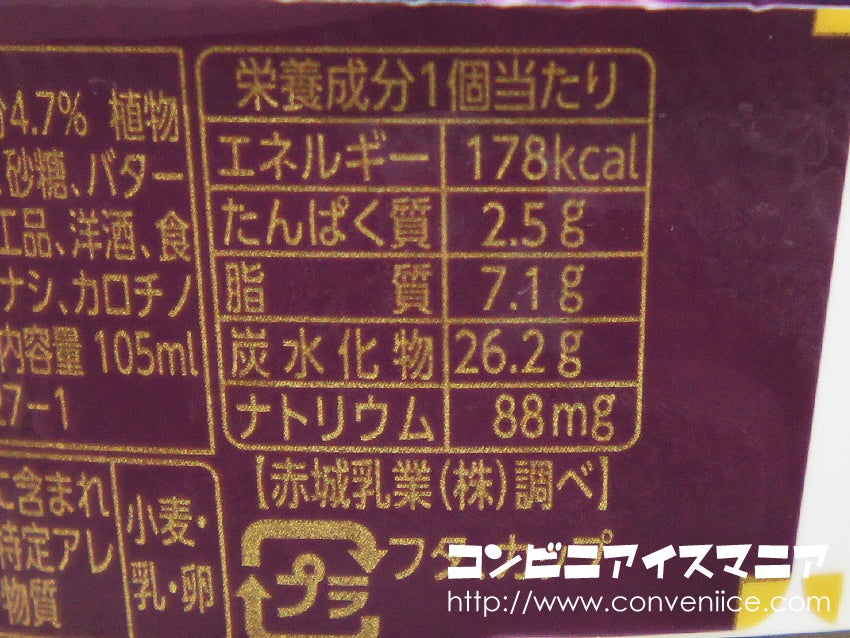 分4.7% 植物
、砂糖、バター
工品、洋酒、食
ナシ、カロチノ
内容量 105ml
27-1
栄養成分1個当たり
エネルギー 178kcal
たんぱく質 2.5g
脂質 7.1g
炭水化物 26.2g
ナトリウム 88mg
【赤城乳業(株)調べ】
に含まれ
特定アレ
物質
小麦・
乳・卵
プラ
フタ、カップ
コンビニアイスマニア
http://www.conveniice.com